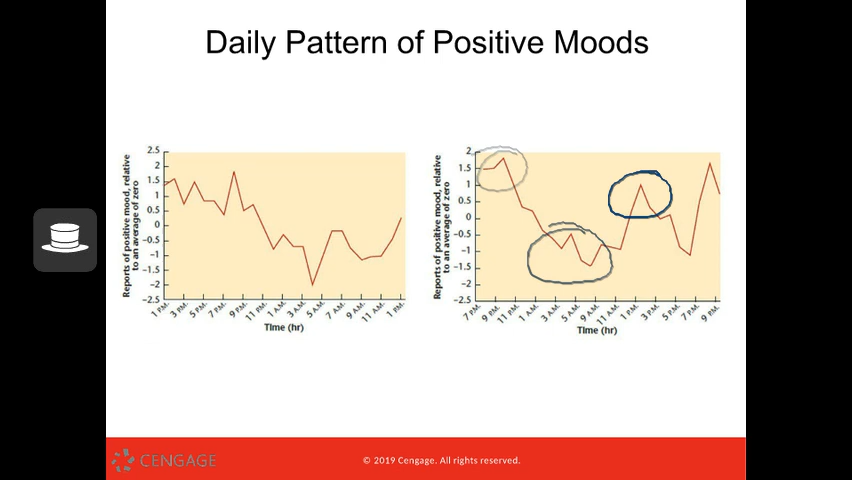 Daily Pattern of Positive Moods
Reports of positive mood, relative
to an average of zero
2.5
2
1.5
1
0.5
0
−0.5
−1
−1.5
−2
−2.5
1 P.M.
3 P.M.
5 P.M.
7 P.M.
9 P.M.
11 P.M.
1 A.M.
3 A.M.
5 A.M.
7 A.M.
9 A.M.
11 A.M.
1 P.M.
Time (hr)
Reports of positive mood, relative
to an average of zero
2
1.5
1
0.5
0
−0.5
−1
−1.5
−2
−2.5
7 P.M.
9 P.M.
11 P.M.
1 A.M.
3 A.M.
5 A.M.
9 A.M.
11 A.M.
1 P.M.
3 P.M.
5 P.M.
7 P.M.
9 P.M.
Time (hr)
CENGAGE
© 2019 Cengage. All rights reserved.